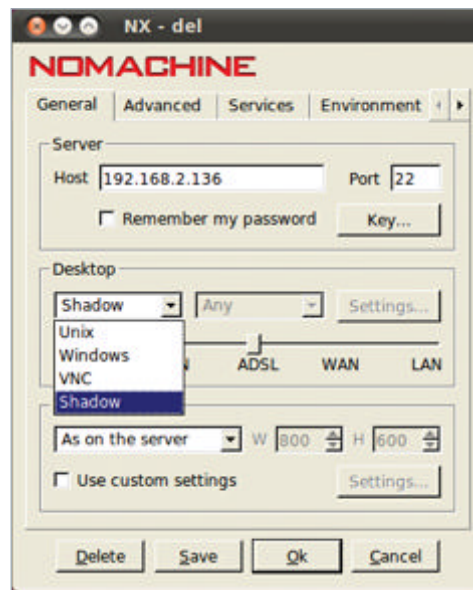 NX - del
NOMACHINE
General Advanced Services Environment
Server
Host 192.168.2.136 Port 22
Remember my password Key...
Desktop
Shadow Any Settings...
Unix
Windows
VNC
Shadow
ADSL WAN LAN
As on the server W 800 H 600
Use custom settings Settings...
Delete Save Ok Cancel